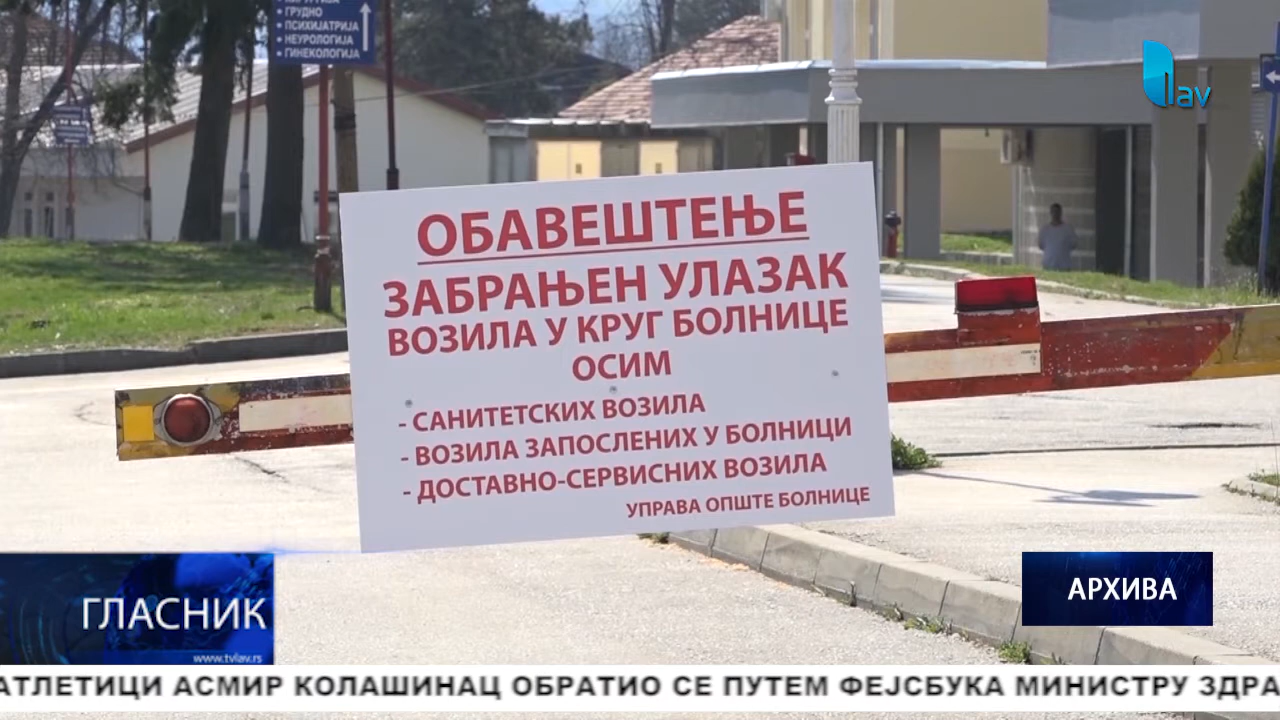 ГРУДНО
ПСИХИЈАТРИЈА
НЕУРОЛОГИЈА
ГИНЕКОЛОГИЈА
lav
ОБАВЕШТЕЊЕ
ЗАБРАЊЕН УЛАЗАК
ВОЗИЛА У КРУГ БОЛНИЦЕ
ОСИМ
- САНИТЕТСКИХ ВОЗИЛА
- ВОЗИЛА ЗАПОСЛЕНИХ У БОЛНИЦИ
- ДОСТАВНО-СЕРВИСНИХ ВОЗИЛА
УПРАВА ОПШТЕ БОЛНИЦЕ
АРХИВА
ГЛАСНИК
www.tvlav.rs
АТЛЕТИЦИ АСМИР КОЛАШИНАЦ ОБРАТИО СЕ ПУТЕМ ФЕЈСБУКА МИНИСТРУ ЗДРА